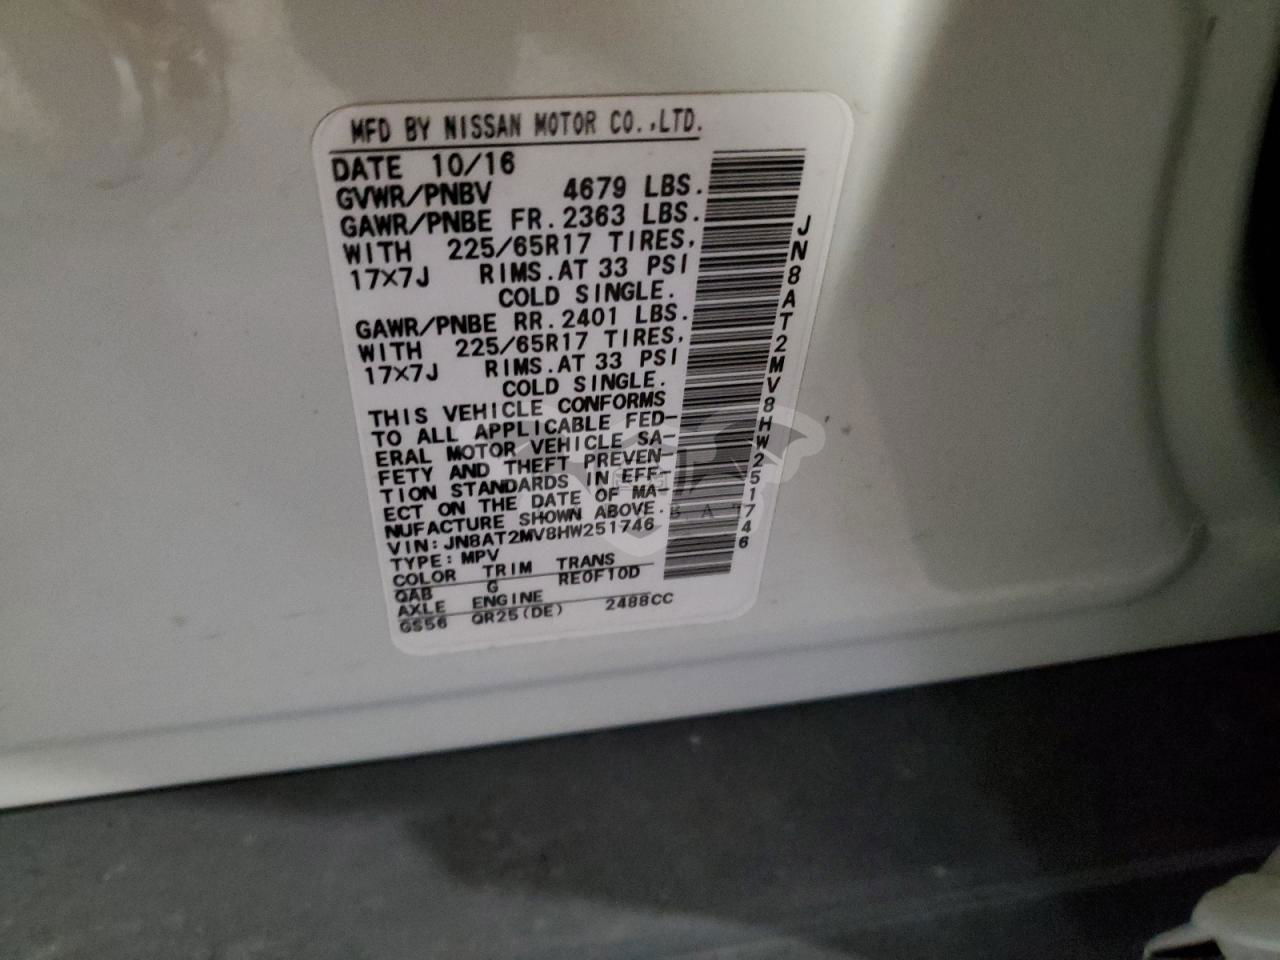 MFD BY NISSAN MOTOR CO.,LTD.
DATE 10/16
GVWR/PNBV 4679 LBS.
GAWR/PNBE FR. 2363 LBS.
WITH 225/65R17 TIRES,
17×7J RIMS. AT 33 PSI
COLD SINGLE.
GAWR/PNBE RR. 2401 LBS.
WITH 225/65R17 TIRES,
17×7J RIMS. AT 33 PSI
COLD SINGLE.
THIS VEHICLE CONFORMS
TO ALL APPLICABLE FED-
ERAL MOTOR VEHICLE SA-
FETY AND THEFT PREVEN-
TION STANDARDS IN EFF-
ECT ON THE DATE OF MA-
NUFACTURE SHOWN ABOVE.
VIN: JN8AT2MV8HW251746
TYPE: MPV
COLOR TRIM TRANS
QAB G RE0F10D
AXLE ENGINE
GS56 QR25(DE) 2488CC
JN8AT2MV8HW251746